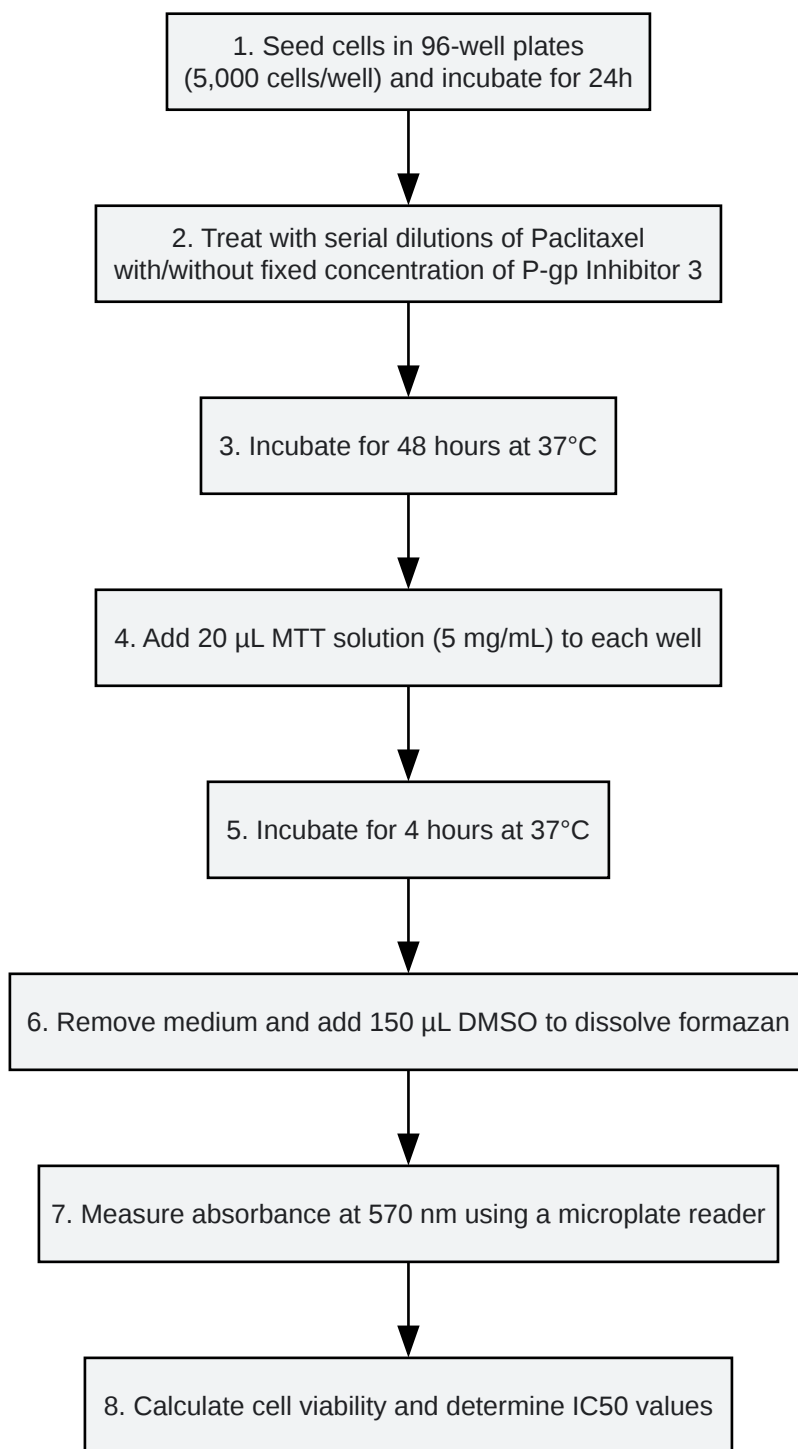 1. Seed cells in 96-well plates
(5,000 cells/well) and incubate for 24h
2. Treat with serial dilutions of Paclitaxel
with/without fixed concentration of P-gp Inhibitor 3
3. Incubate for 48 hours at 37°C
4. Add 20 µL MTT solution (5 mg/mL) to each well
5. Incubate for 4 hours at 37°C
6. Remove medium and add 150 µL DMSO to dissolve formazan
7. Measure absorbance at 570 nm using a microplate reader
8. Calculate cell viability and determine IC50 values